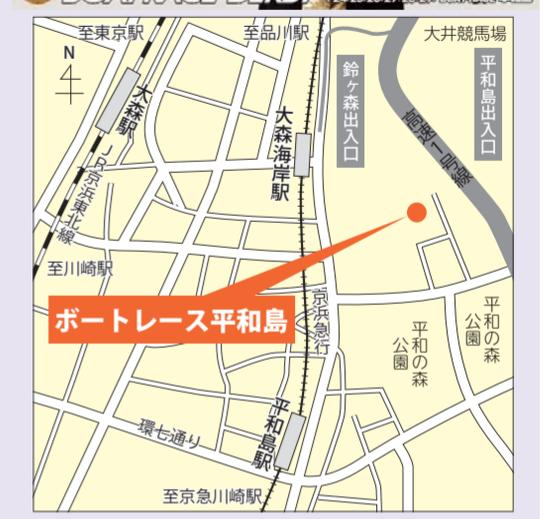 至東京駅
至品川駅
大井競馬場
N
大森駅
大森海岸駅
鈴ヶ森出入口
平和島出入口
高速1号線
JR京浜東北線
至川崎駅
ボートレース平和島
京浜急行
平和の森
公園
平和の森
公園
平和島駅
環七通り
至京急川崎駅